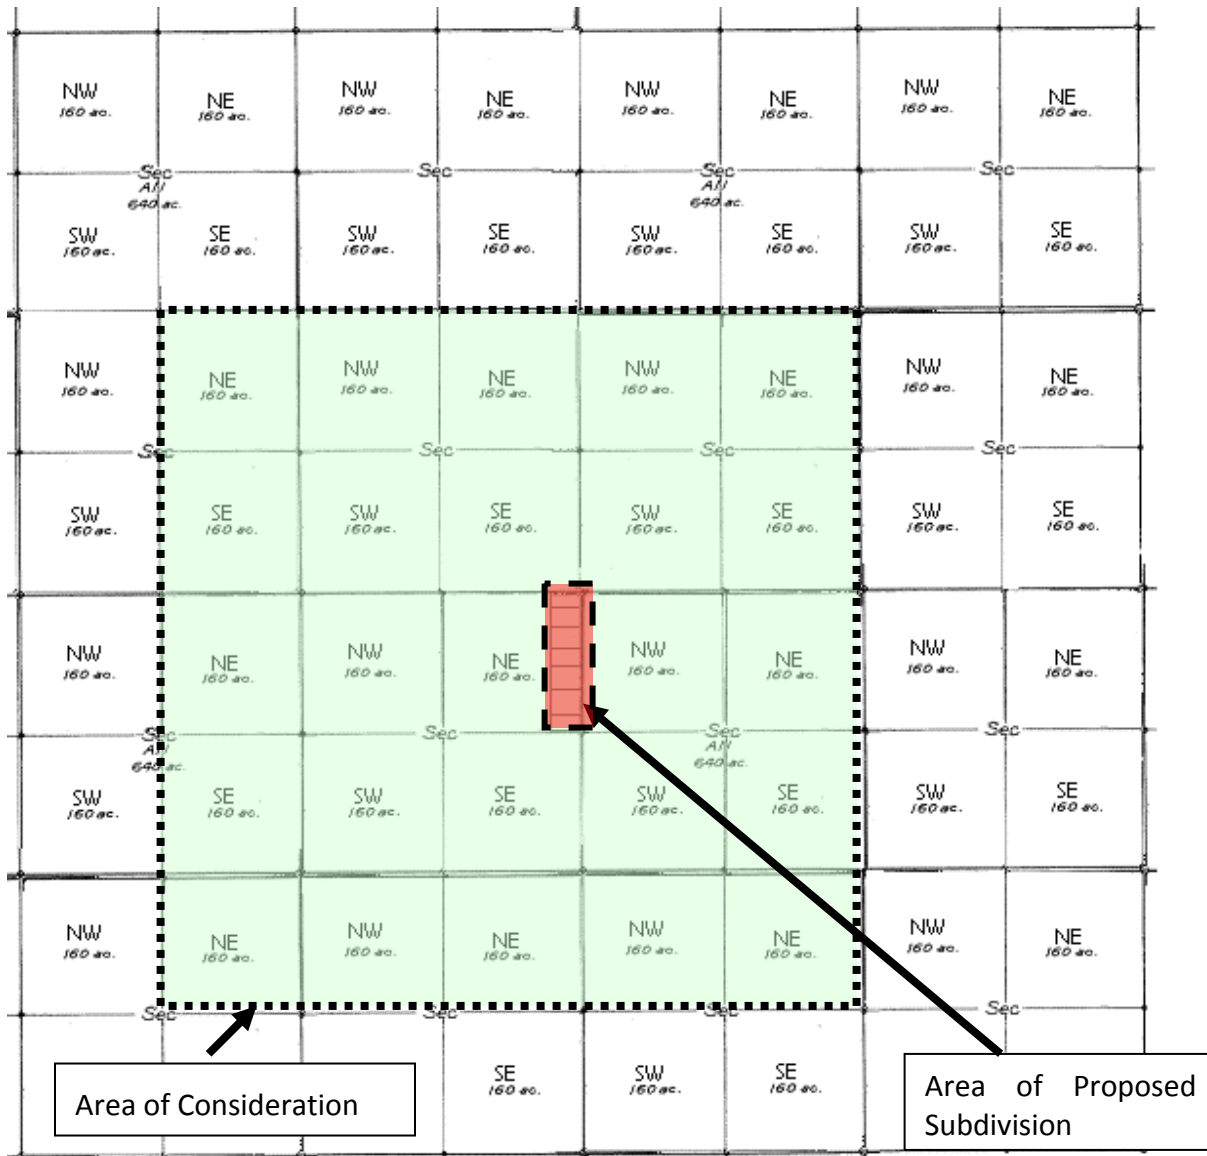 NW NE NW NE NW NE NW NE
160 ac. 160 ac. 160 ac. 160 ac. 160 ac. 160 ac. 160 ac. 160 ac.
Sec Sec Sec Sec
All All
640 ac. 640 ac.
SW SE SW SE SW SE SW SE
160 ac. 160 ac. 160 ac. 160 ac. 160 ac. 160 ac. 160 ac. 160 ac.
NW NE NW NE NW NE NW NE
160 ac. 160 ac. 160 ac. 160 ac. 160 ac. 160 ac. 160 ac. 160 ac.
Sec Sec Sec Sec
SW SE SW SE SW SE SW SE
160 ac. 160 ac. 160 ac. 160 ac. 160 ac. 160 ac. 160 ac. 160 ac.
NW NE NW NE NW NE NW NE
160 ac. 160 ac. 160 ac. 160 ac. 160 ac. 160 ac. 160 ac. 160 ac.
Sec Sec Sec Sec
All All
640 ac. 640 ac.
SW SE SW SE SW SE SW SE
160 ac. 160 ac. 160 ac. 160 ac. 160 ac. 160 ac. 160 ac. 160 ac.
NW NE NW NE NW NE NW NE
160 ac. 160 ac. 160 ac. 160 ac. 160 ac. 160 ac. 160 ac. 160 ac.
Sec Sec Sec Sec
SE SW SE
160 ac. 160 ac. 160 ac.
Area of Consideration
Area of Proposed
Subdivision